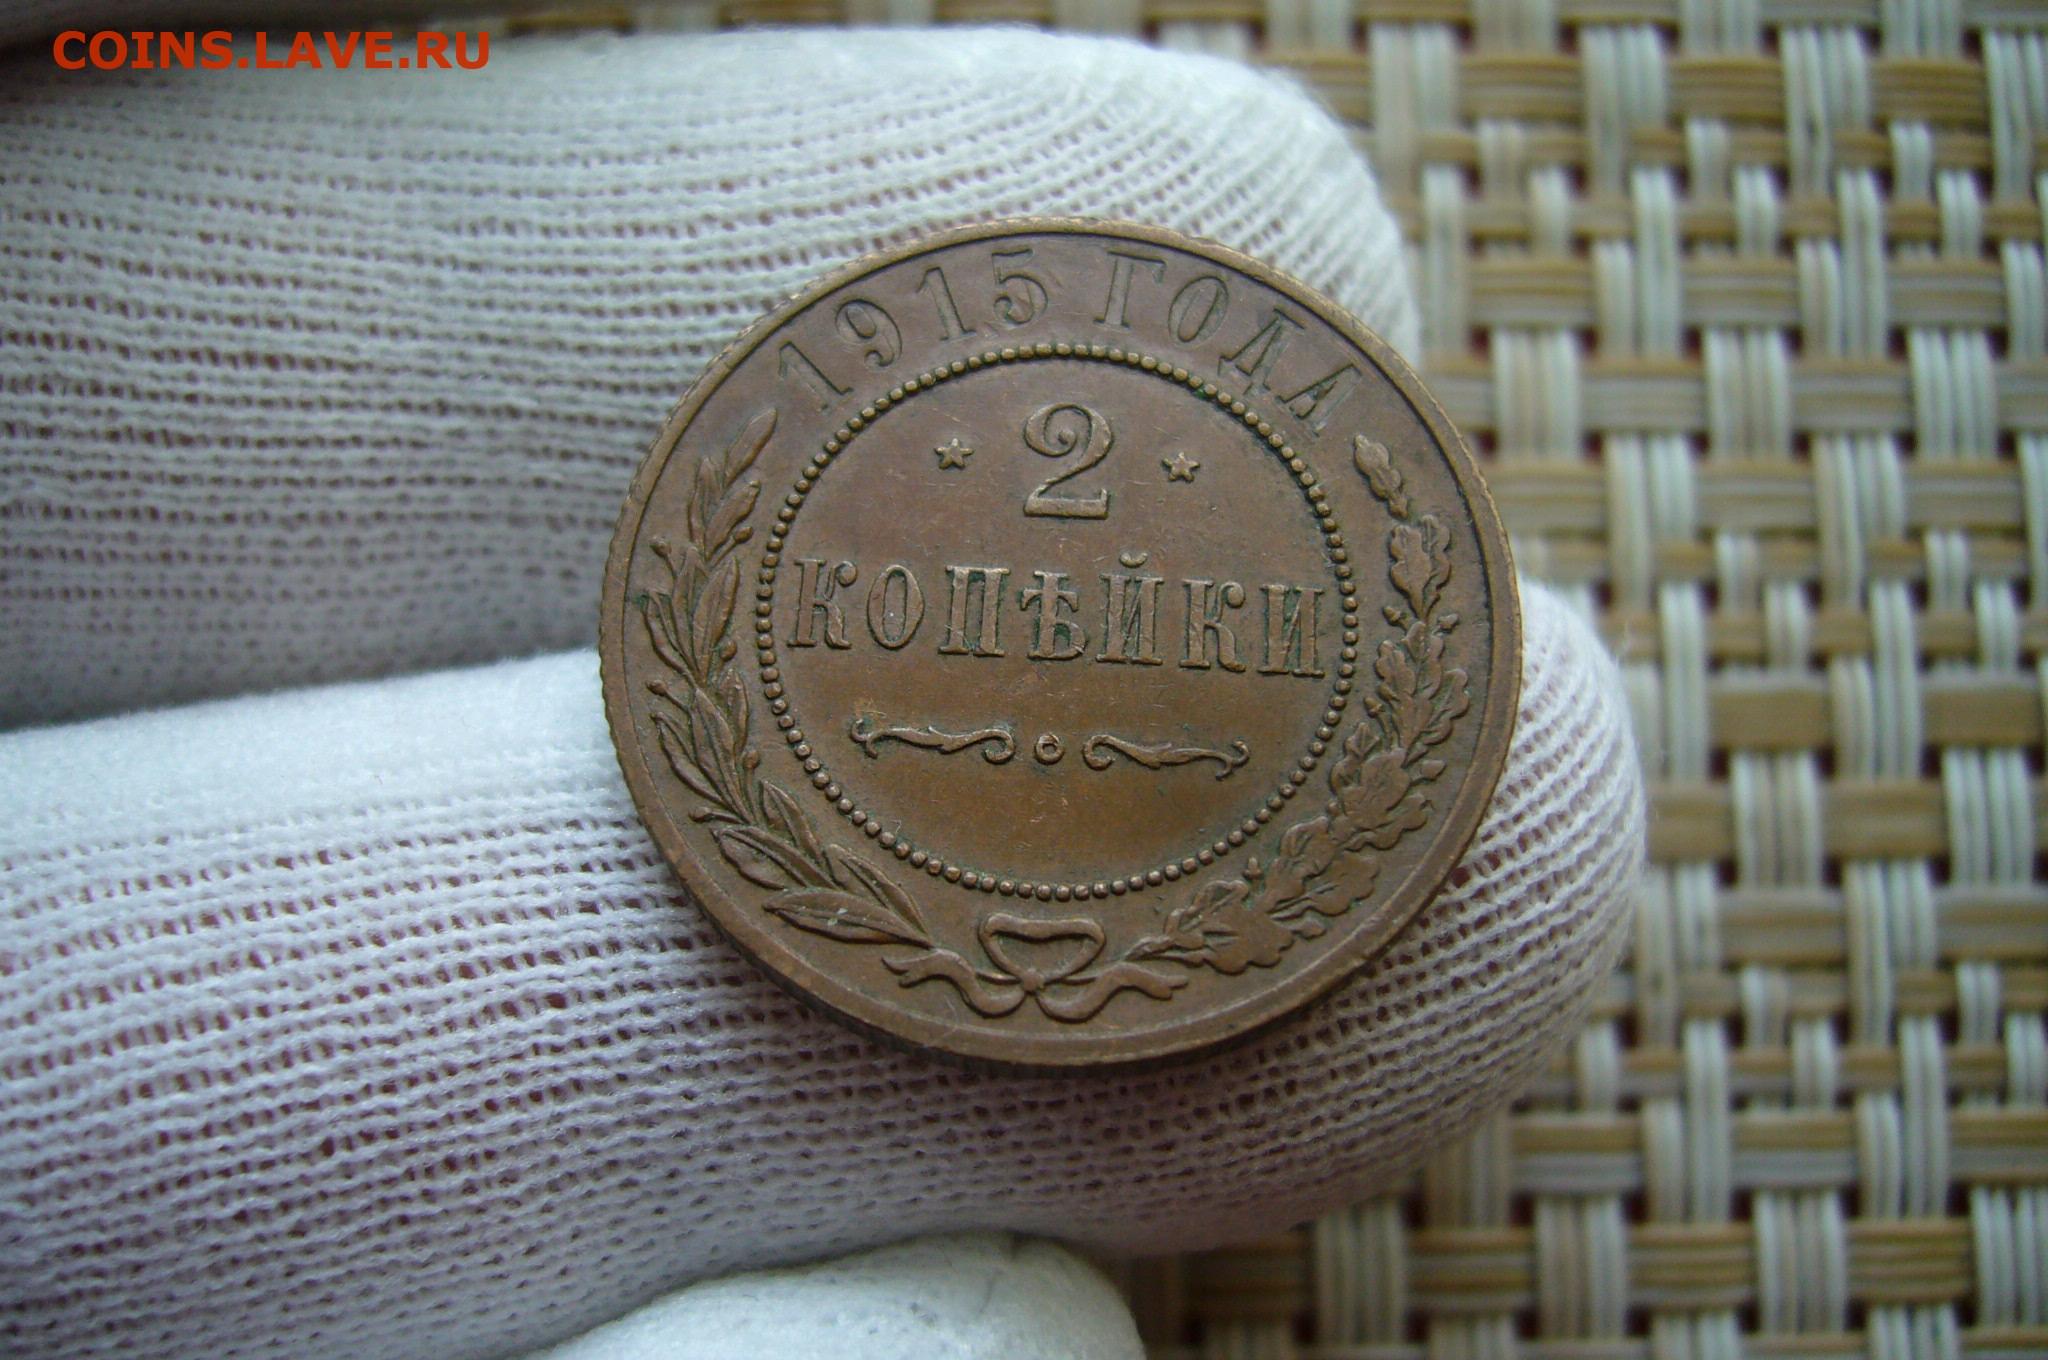 COINS.LAVE.RU
1915 ГОДА
2
КОПѢЙКИ